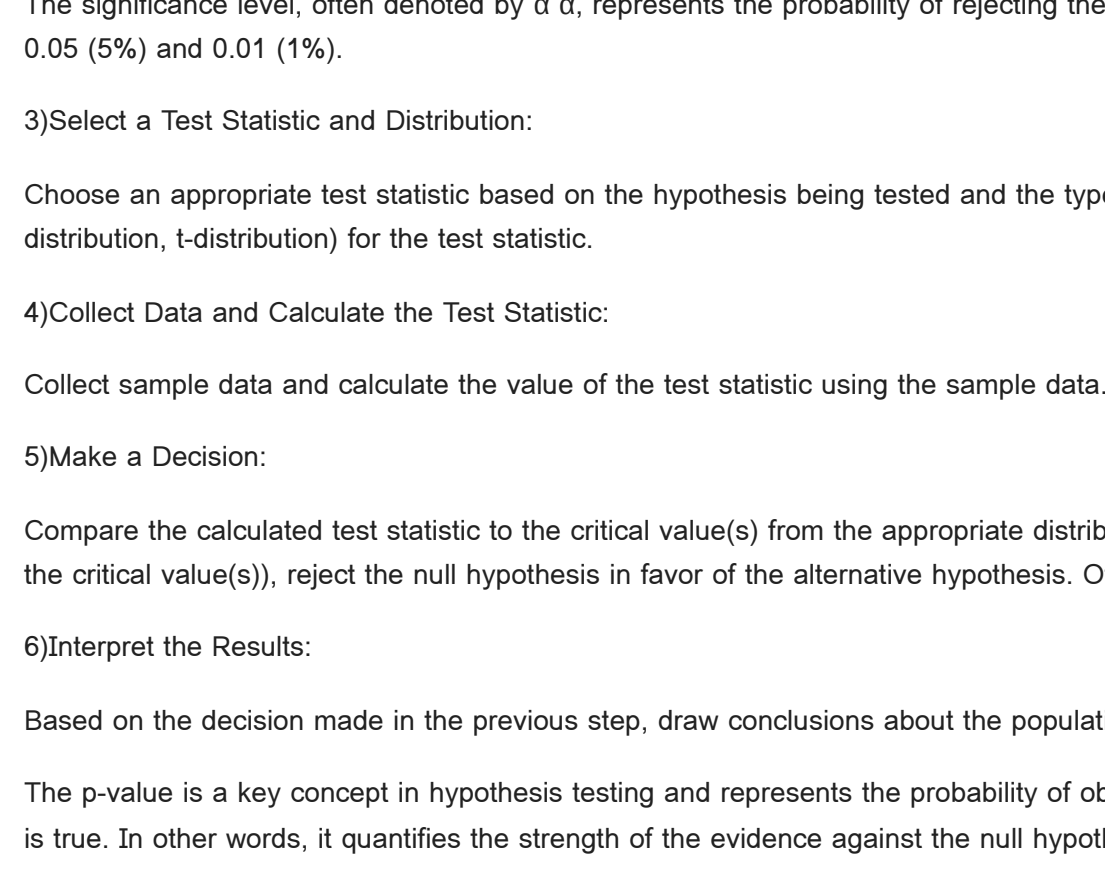 The significance level, often denoted by α α, represents the probability of rejecting the
0.05 (5%) and 0.01 (1%).
3)Select a Test Statistic and Distribution:
Choose an appropriate test statistic based on the hypothesis being tested and the
distribution, t-distribution) for the test statistic.
4)Collect Data and Calculate the Test Statistic:
Collect sample data and calculate the value of the test statistic using the sample data.
5)Make a Decision:
Compare the calculated test statistic to the critical value(s) from the appropriate
the critical value(s)), reject the null hypothesis in favor of the alternative hypothesis.
6)Interpret the Results:
Based on the decision made in the previous step, draw conclusions about the
The p-value is a key concept in hypothesis testing and represents the probability of
is true. In other words, it quantifies the strength of the evidence against the null